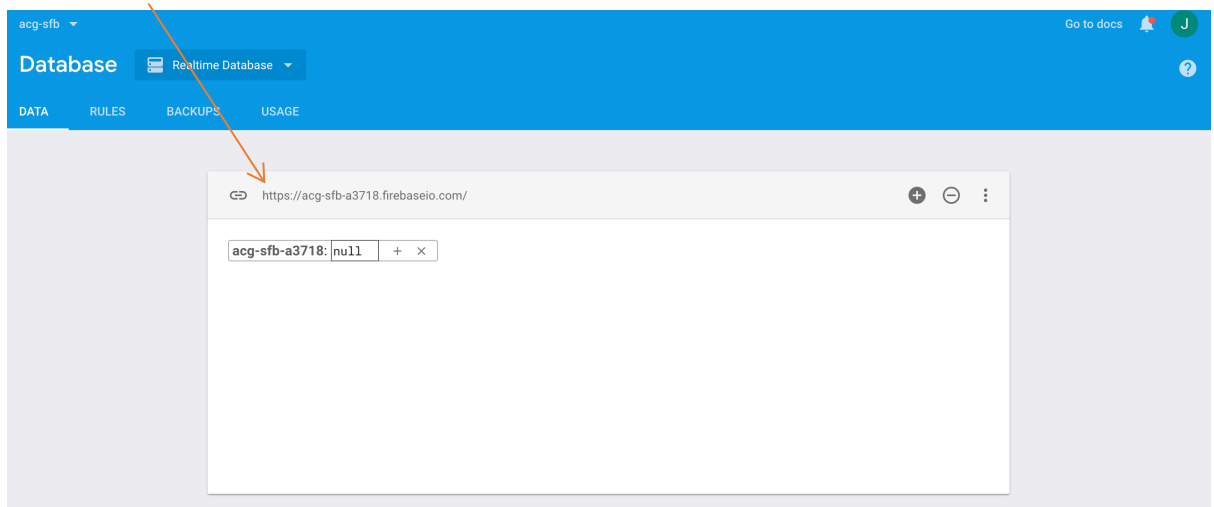 acg-sfb
Go to docs
J
Database
Realtime Database
?
DATA
RULES
BACKUPS
USAGE
https://acg-sfb-a3718.firebaseio.com/
acg-sfb-a3718: null + ×